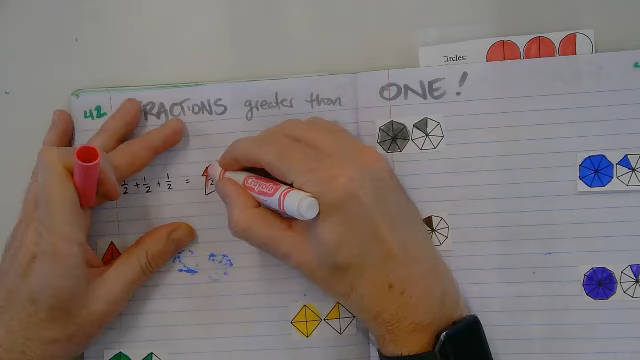 Circles:
42 FRACTIONS greater than ONE!
1/2 + 1/2 + 1/2 =
Crayola